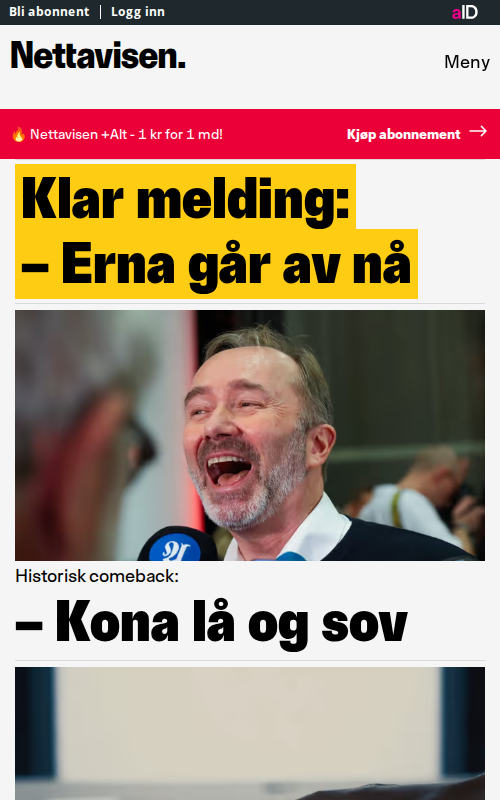 Bli abonnent
Logg inn
aID
Nettavisen.
Meny
🔥 Nettavisen +Alt - 1 kr for 1 md!
Kjøp abonnement →
Klar melding:
– Erna går av nå
Historisk comeback:
– Kona lå og sov